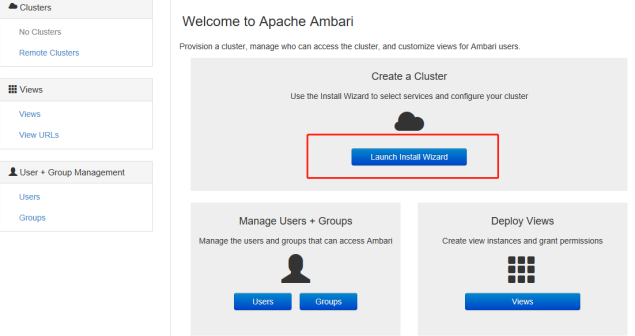 Clusters
No Clusters
Remote Clusters
Views
Views
View URLs
User + Group Management
Users
Groups
Welcome to Apache Ambari
Provision a cluster, manage who can access the cluster, and customize views for Ambari users.
Create a Cluster
Use the Install Wizard to select services and configure your cluster
Launch Install Wizard
Manage Users + Groups
Manage the users and groups that can access Ambari
Users
Groups
Deploy Views
Create view instances and grant permissions
Views